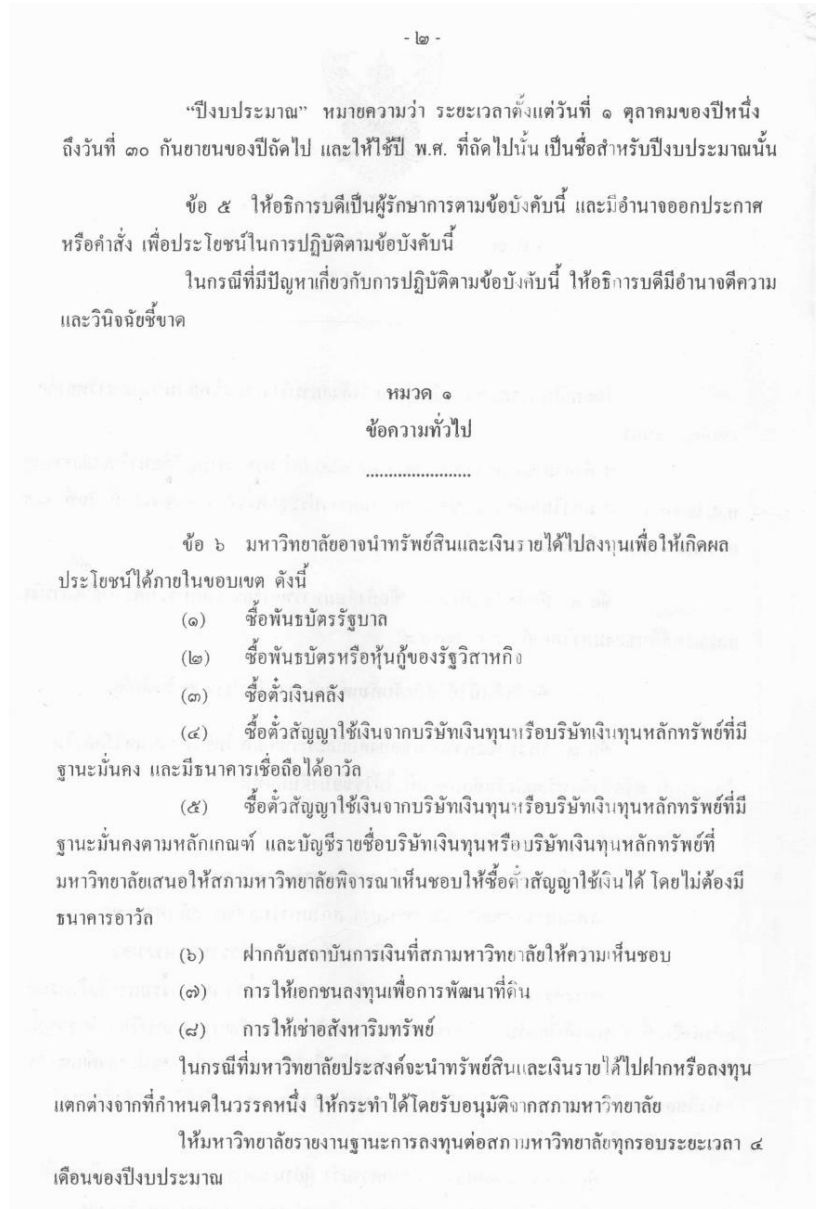 - ๒ -
“ปีงบประมาณ” หมายความว่า ระยะเวลาตั้งแต่วันที่ ๑ ตุลาคมของปีหนึ่ง
ถึงวันที่ ๓๐ กันยายนของปีถัดไป และให้ใช้ปี พ.ศ. ที่ถัดไปนั้น เป็นชื่อสำหรับปีงบประมาณนั้น
ข้อ ๕ ให้อธิการบดีเป็นผู้รักษาการตามข้อบังคับนี้ และมีอำนาจออกประกาศ
หรือคำสั่ง เพื่อประโยชน์ในการปฏิบัติตามข้อบังคับนี้
ในกรณีที่มีปัญหาเกี่ยวกับการปฏิบัติตามข้อบังคับนี้ ให้อธิการบดีมีอำนาจตีความ
และวินิจฉัยชี้ขาด
หมวด ๑
ข้อความทั่วไป
........................
ข้อ ๖ มหาวิทยาลัยอาจนำทรัพย์สินและเงินรายได้ไปลงทุนเพื่อให้เกิดผล
ประโยชน์ได้ภายในขอบเขต ดังนี้
(๑) ซื้อพันธบัตรรัฐบาล
(๒) ซื้อพันธบัตรหรือหุ้นกู้ของรัฐวิสาหกิจ
(๓) ซื้อตั๋วเงินคลัง
(๔) ซื้อตั๋วสัญญาใช้เงินจากบริษัทเงินทุนหรือบริษัทเงินทุนหลักทรัพย์ที่มี
ฐานะมั่นคง และมีธนาคารเชื่อถือได้อาวัล
(๕) ซื้อตั๋วสัญญาใช้เงินจากบริษัทเงินทุนหรือบริษัทเงินทุนหลักทรัพย์ที่มี
ฐานะมั่นคงตามหลักเกณฑ์ และบัญชีรายชื่อบริษัทเงินทุนหรือบริษัทเงินทุนหลักทรัพย์ที่
มหาวิทยาลัยเสนอให้สภามหาวิทยาลัยพิจารณาเห็นชอบให้ซื้อตั๋วสัญญาใช้เงินได้ โดยไม่ต้องมี
ธนาคารอาวัล
(๖) ฝากกับสถาบันการเงินที่สภามหาวิทยาลัยให้ความเห็นชอบ
(๗) การให้เอกชนลงทุนเพื่อการพัฒนาที่ดิน
(๘) การให้เช่าอสังหาริมทรัพย์
ในกรณีที่มหาวิทยาลัยประสงค์จะนำทรัพย์สินและเงินรายได้ไปฝากหรือลงทุน
แตกต่างจากที่กำหนดในวรรคหนึ่ง ให้กระทำได้โดยรับอนุมัติจากสภามหาวิทยาลัย
ให้มหาวิทยาลัยรายงานฐานะการลงทุนต่อสภามหาวิทยาลัยทุกรอบระยะเวลา ๔
เดือนของปีงบประมาณ